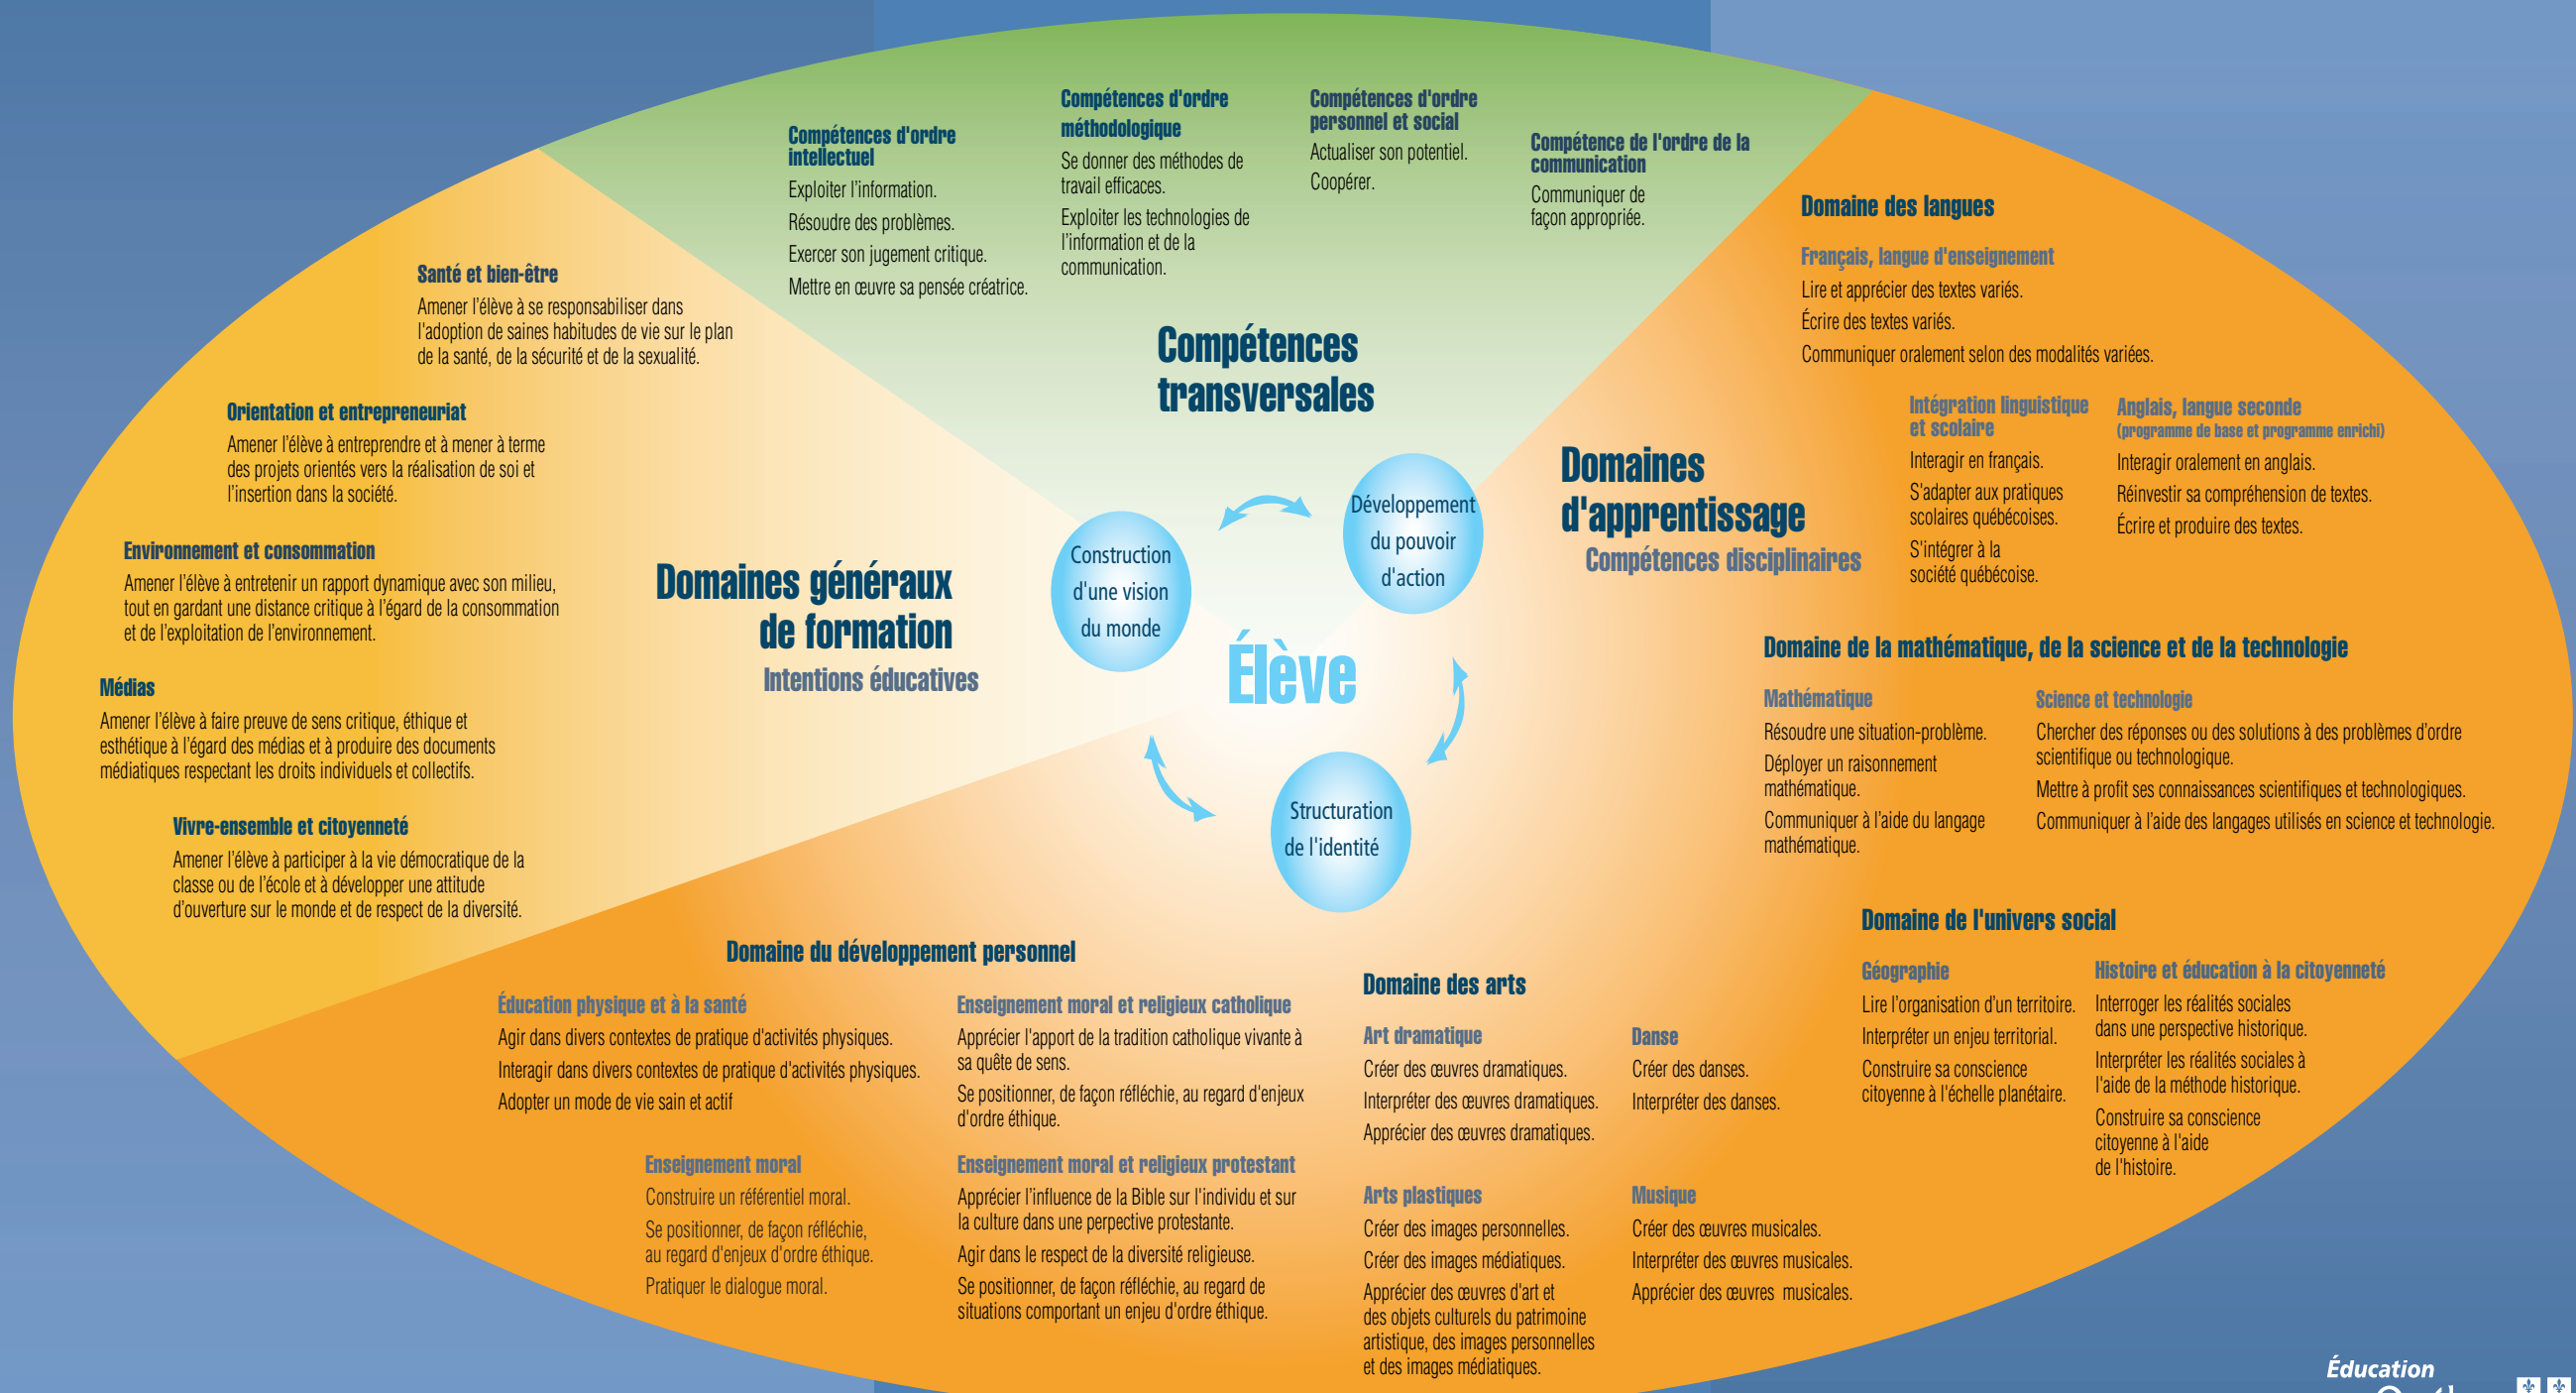 Compétences d'ordre
intellectuel
Exploiter l'information.
Résoudre des problèmes.
Exercer son jugement critique.
Mettre en œuvre sa pensée créatrice.
Compétences d'ordre
méthodologique
Se donner des méthodes de
travail efficaces.
Exploiter les technologies de
l'information et de la
communication.
Compétences d'ordre
personnel et social
Actualiser son potentiel.
Coopérer.
Compétence de l'ordre de la
communication
Communiquer de
façon appropriée.
Compétences
transversales
Santé et bien-être
Amener l'élève à se responsabiliser dans
l'adoption de saines habitudes de vie sur le plan
de la santé, de la sécurité et de la sexualité.
Orientation et entrepreneuriat
Amener l'élève à entreprendre et à mener à terme
des projets orientés vers la réalisation de soi et
l'insertion dans la société.
Environnement et consommation
Amener l'élève à entretenir un rapport dynamique avec son milieu,
tout en gardant une distance critique à l'égard de la consommation
et de l'exploitation de l'environnement.
Médias
Amener l'élève à faire preuve de sens critique, éthique et
esthétique à l'égard des médias et à produire des documents
médiatiques respectant les droits individuels et collectifs.
Vivre-ensemble et citoyenneté
Amener l'élève à participer à la vie démocratique de la
classe ou de l'école et à développer une attitude
d'ouverture sur le monde et de respect de la diversité.
Domaines généraux
de formation
Intentions éducatives
Construction
d'une vision
du monde
Développement
du pouvoir
d'action
Élève
Structuration
de l'identité
Domaines
d'apprentissage
Compétences disciplinaires
Domaine des langues
Français, langue d'enseignement
Lire et apprécier des textes variés.
Écrire des textes variés.
Communiquer oralement selon des modalités variées.
Intégration linguistique
et scolaire
Interagir en français.
S'adapter aux pratiques
scolaires québécoises.
S'intégrer à la
société québécoise.
Anglais, langue seconde
(programme de base et programme enrichi)
Interagir oralement en anglais.
Réinvestir sa compréhension de textes.
Écrire et produire des textes.
Domaine de la mathématique, de la science et de la technologie
Mathématique
Résoudre une situation-problème.
Déployer un raisonnement
mathématique.
Communiquer à l'aide du langage
mathématique.
Science et technologie
Chercher des réponses ou des solutions à des problèmes d'ordre
scientifique ou technologique.
Mettre à profit ses connaissances scientifiques et technologiques.
Communiquer à l'aide des langages utilisés en science et technologie.
Domaine de l'univers social
Géographie
Lire l'organisation d'un territoire.
Interpréter un enjeu territorial.
Construire sa conscience
citoyenne à l'échelle planétaire.
Histoire et éducation à la citoyenneté
Interroger les réalités sociales
dans une perspective historique.
Interpréter les réalités sociales à
l'aide de la méthode historique.
Construire sa conscience
citoyenne à l'aide
de l'histoire.
Domaine du développement personnel
Éducation physique et à la santé
Agir dans divers contextes de pratique d'activités physiques.
Interagir dans divers contextes de pratique d'activités physiques.
Adopter un mode de vie sain et actif
Enseignement moral et religieux catholique
Apprécier l'apport de la tradition catholique vivante à
sa quête de sens.
Se positionner, de façon réfléchie, au regard d'enjeux
d'ordre éthique.
Enseignement moral
Construire un référentiel moral.
Se positionner, de façon réfléchie,
au regard d'enjeux d'ordre éthique.
Pratiquer le dialogue moral.
Enseignement moral et religieux protestant
Apprécier l'influence de la Bible sur l'individu et sur
la culture dans une perpective protestante.
Agir dans le respect de la diversité religieuse.
Se positionner, de façon réfléchie, au regard de
situations comportant un enjeu d'ordre éthique.
Domaine des arts
Art dramatique
Créer des œuvres dramatiques.
Interpréter des œuvres dramatiques.
Apprécier des œuvres dramatiques.
Danse
Créer des danses.
Interpréter des danses.
Arts plastiques
Créer des images personnelles.
Créer des images médiatiques.
Apprécier des œuvres d'art et
des objets culturels du patrimoine
artistique, des images personnelles
et des images médiatiques.
Musique
Créer des œuvres musicales.
Interpréter des œuvres musicales.
Apprécier des œuvres musicales.
Éducation